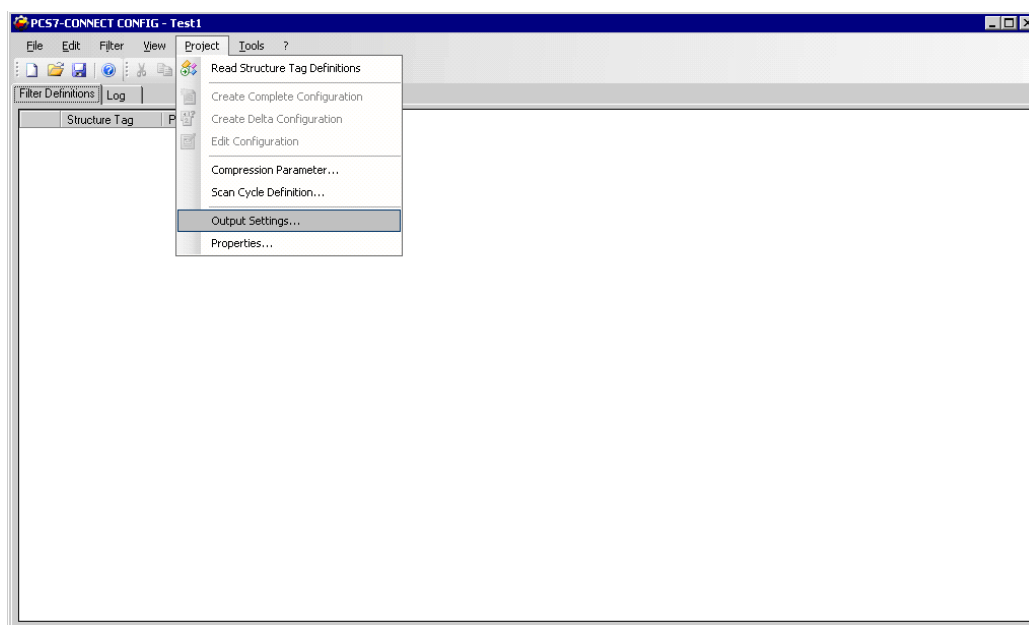 PCS7-CONNECT CONFIG - Test1
File Edit Filter View Project Tools ?
Read Structure Tag Definitions
Filter Definitions Log
Create Complete Configuration
Structure Tag P
Create Delta Configuration
Edit Configuration
Compression Parameter...
Scan Cycle Definition...
Output Settings...
Properties...